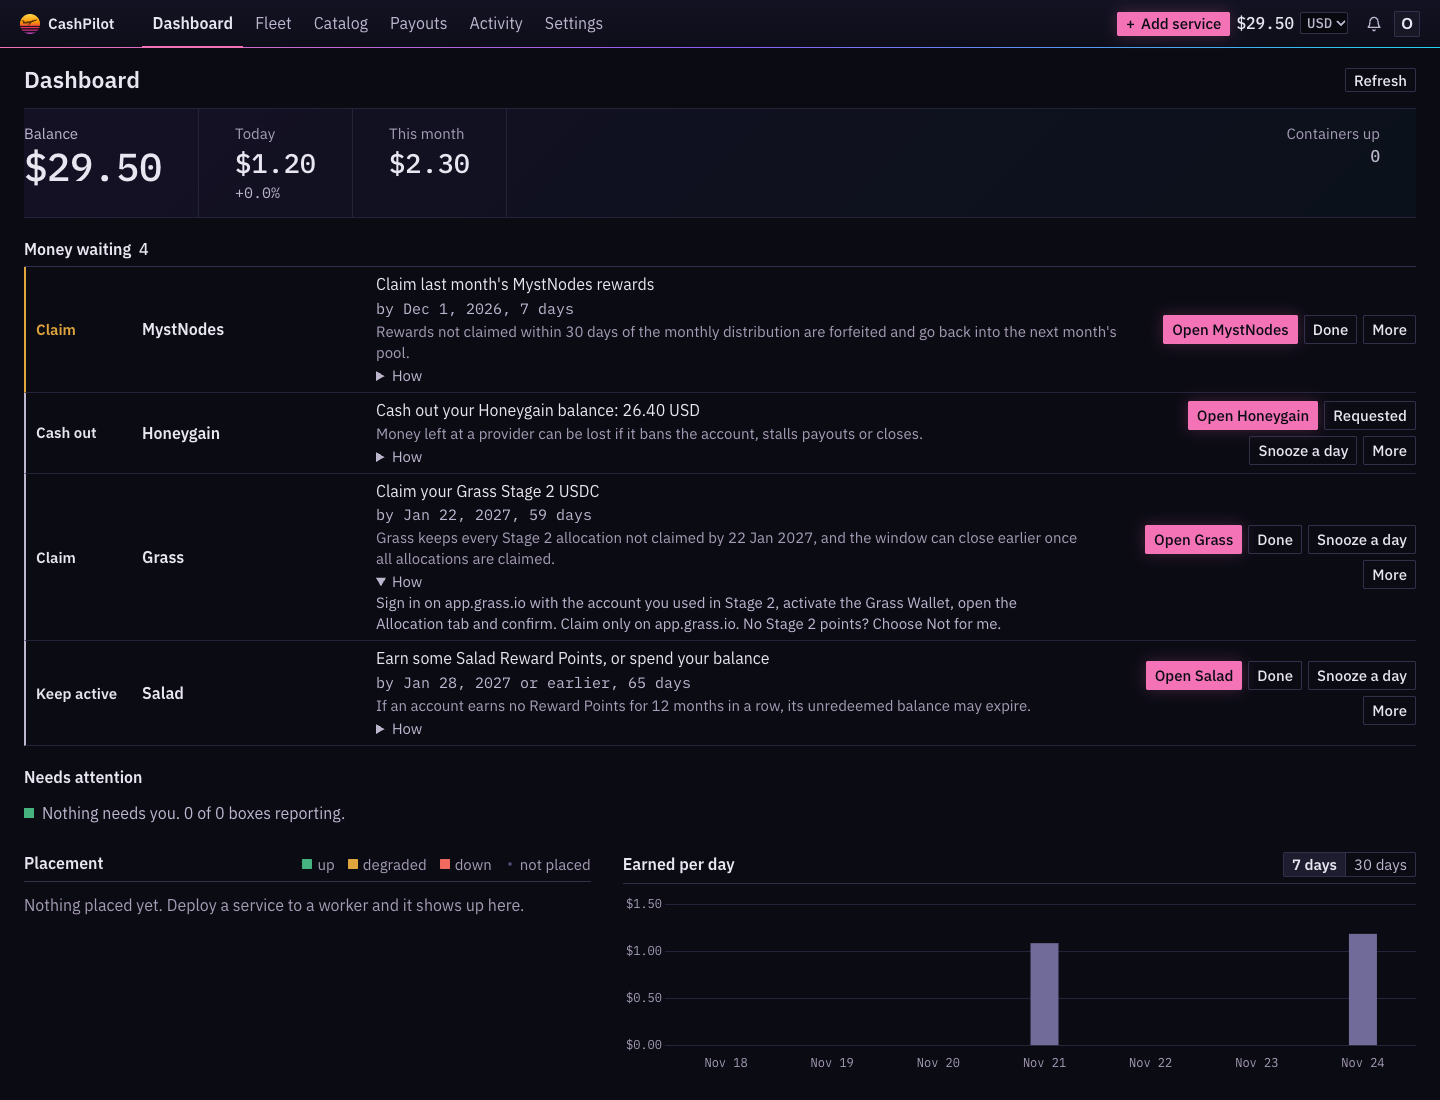 CashPilot Dashboard Fleet Catalog Payouts Activity Settings + Add service $29.50 USD O
Dashboard Refresh
Balance Today This month Containers up
$29.50 $1.20 $2.30 0
+0.0%
Money waiting 4
Claim MystNodes
Claim last month's MystNodes rewards
by Dec 1, 2026, 7 days
Rewards not claimed within 30 days of the monthly distribution are forfeited and go back into the next month's
pool.
How
Open MystNodes Done More
Cash out Honeygain
Cash out your Honeygain balance: 26.40 USD
Money left at a provider can be lost if it bans the account, stalls payouts or closes.
How
Open Honeygain Requested
Snooze a day More
Claim Grass
Claim your Grass Stage 2 USDC
by Jan 22, 2027, 59 days
Grass keeps every Stage 2 allocation not claimed by 22 Jan 2027, and the window can close earlier once
all allocations are claimed.
How
Sign in on app.grass.io with the account you used in Stage 2, activate the Grass Wallet, open the
Allocation tab and confirm. Claim only on app.grass.io. No Stage 2 points? Choose Not for me.
Open Grass Done Snooze a day
More
Keep active Salad
Earn some Salad Reward Points, or spend your balance
by Jan 28, 2027 or earlier, 65 days
If an account earns no Reward Points for 12 months in a row, its unredeemed balance may expire.
How
Open Salad Done Snooze a day
More
Needs attention
Nothing needs you. 0 of 0 boxes reporting.
Placement up degraded down not placed
Nothing placed yet. Deploy a service to a worker and it shows up here.
Earned per day 7 days 30 days
$1.50
$1.00
$0.50
$0.00
Nov 18 Nov 19 Nov 20 Nov 21 Nov 22 Nov 23 Nov 24